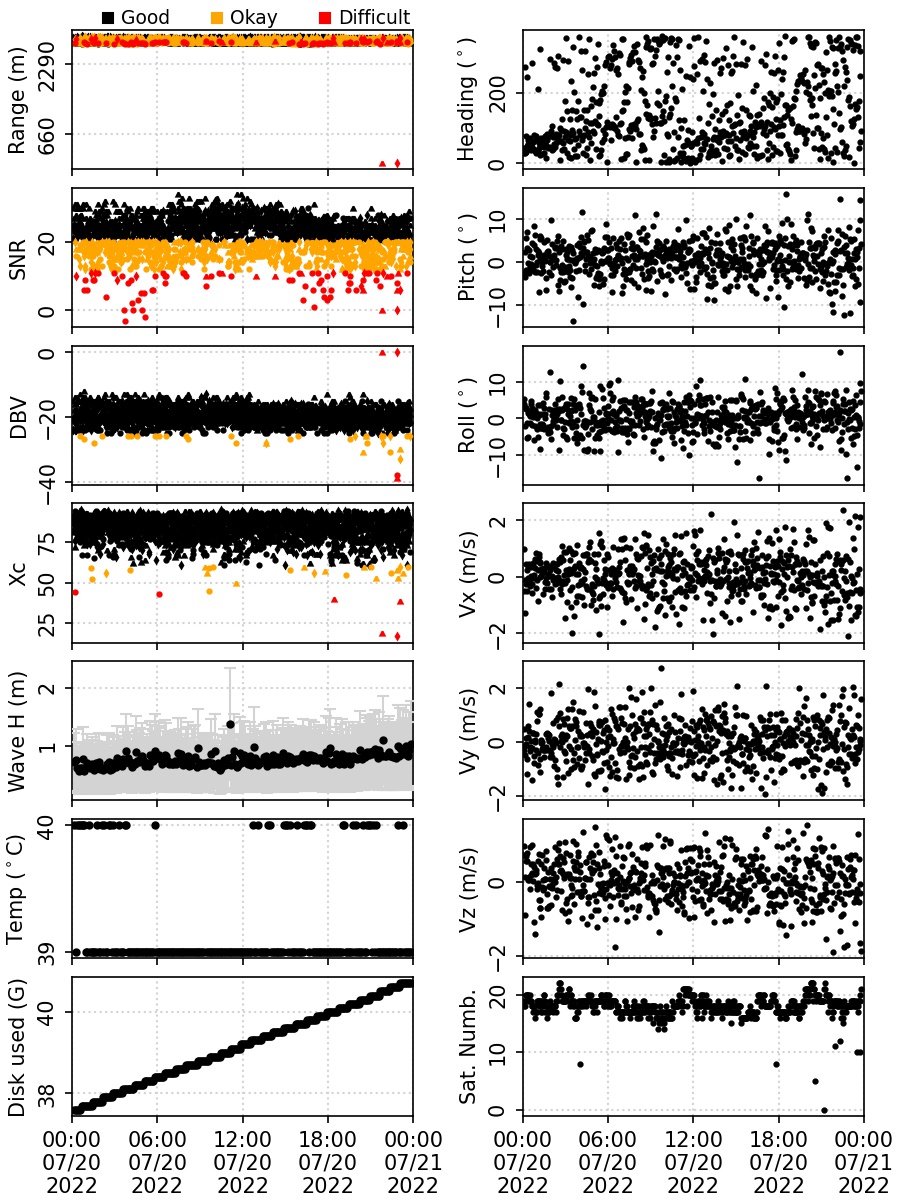 Good Okay Difficult
Range (m)
2290
660
Heading (°)
200
0
SNR
20
0
Pitch (°)
10
0
−10
DBV
0
−20
−40
Roll (°)
10
0
−10
Xc
75
50
25
Vx (m/s)
2
0
−2
Wave H (m)
2
1
Vy (m/s)
2
0
−2
Temp (°C)
40
39
Vz (m/s)
0
−2
Disk used (G)
40
38
Sat. Numb.
20
10
0
00:00 06:00 12:00 18:00 00:00
07/20 07/20 07/20 07/20 07/21
2022 2022 2022 2022 2022
00:00 06:00 12:00 18:00 00:00
07/20 07/20 07/20 07/20 07/21
2022 2022 2022 2022 2022